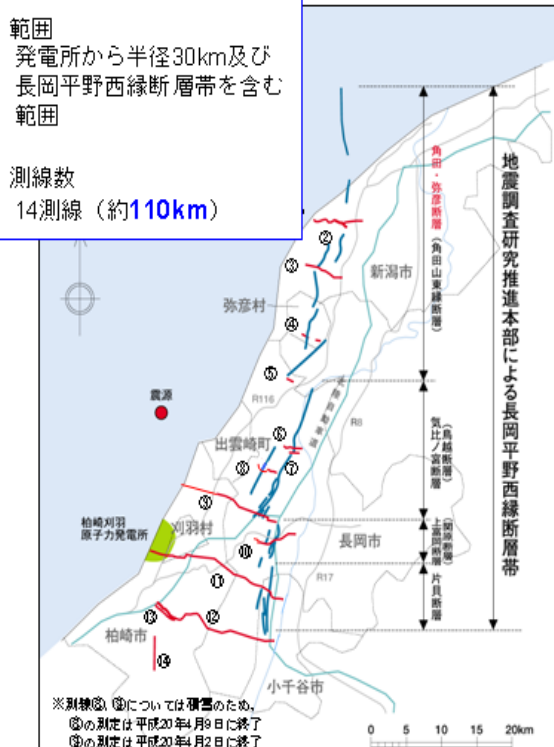 範囲
発電所から半径30km及び
長岡平野西縁断層帯を含む
範囲
測線数
14測線（約110km）
角田・弥彦断層（角田山東縁断層）
地震調査研究推進本部による長岡平野西縁断層帯
②
新潟市
③
弥彦村
④
⑤
震源
R116
北陸自動車道
R8
気比ノ宮断層
（鳥越断層）
⑥
出雲崎町
⑧
⑦
⑨
柏崎刈羽
原子力発電所
刈羽村
長岡市
上富岡断層
（関原断層）
⑩
⑪
R17
片貝断層
⑬
⑫
柏崎市
⑭
小千谷市
については積雪のため、
の測定は平成20年4月9日に終了
の測定は平成20年4月2日に終了
0 5 10 15 20km